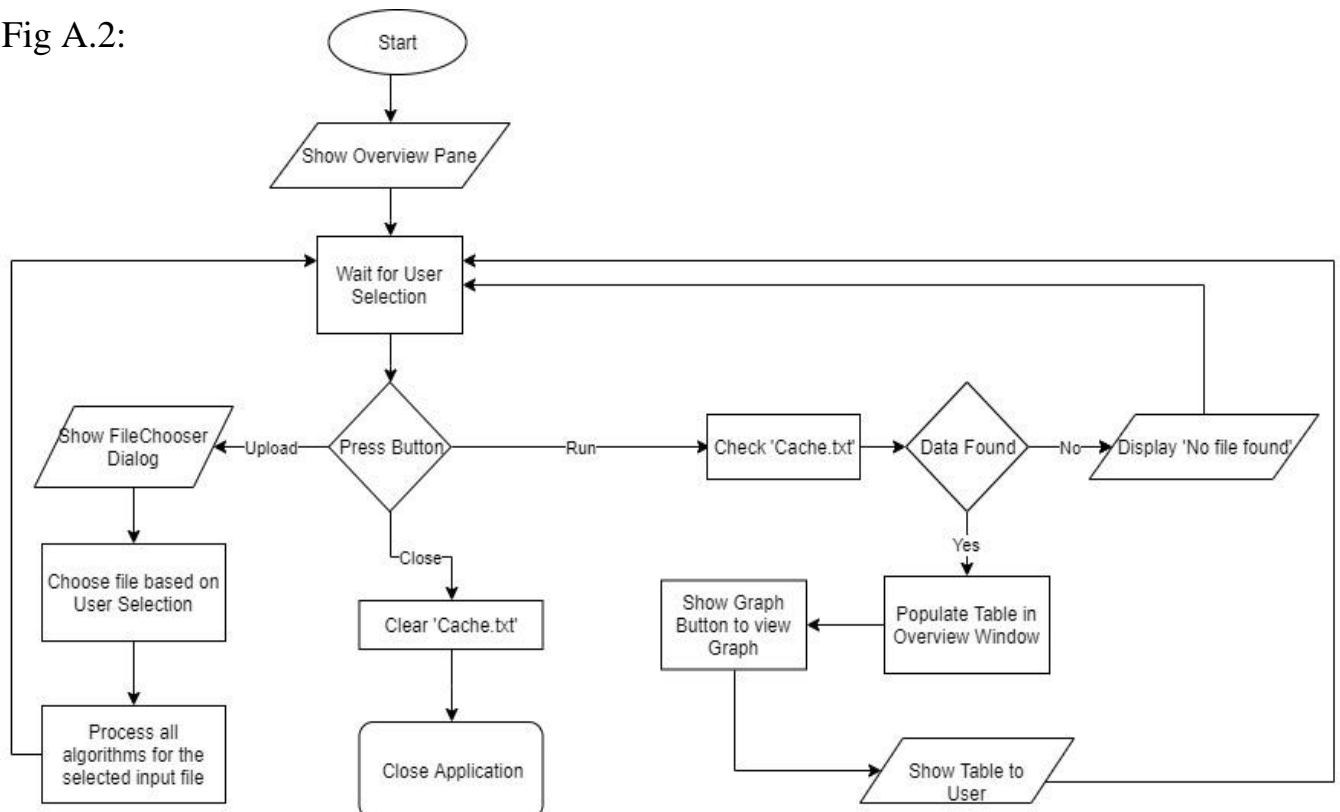 Fig A.2:
Start
Show Overview Pane
Wait for User
Selection
Show FileChooser
Dialog
Upload
Press Button
Run
Check 'Cache.txt'
Data Found
No
Display 'No file found'
Close
Yes
Choose file based on
User Selection
Clear 'Cache.txt'
Show Graph
Button to view
Graph
Populate Table in
Overview Window
Process all
algorithms for the
selected input file
Close Application
Show Table to
User